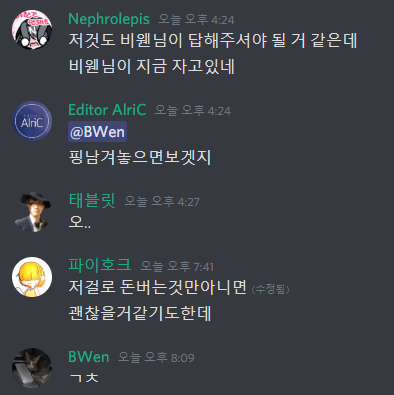 Nephrolepis 오늘 오후 4:24
저것도 비웬님이 답해주셔야 될 거 같은데
비웬님이 지금 자고있네
Editor AlriC 오늘 오후 4:24
@BWen
핑남겨놓으면보겟지
태블릿 오늘 오후 4:27
오..
파이호크 오늘 오후 7:41
저걸로 돈버는것만아니면 (수정됨)
괜찮을거같기도한데
BWen 오늘 오후 8:09
ㄱㅊ